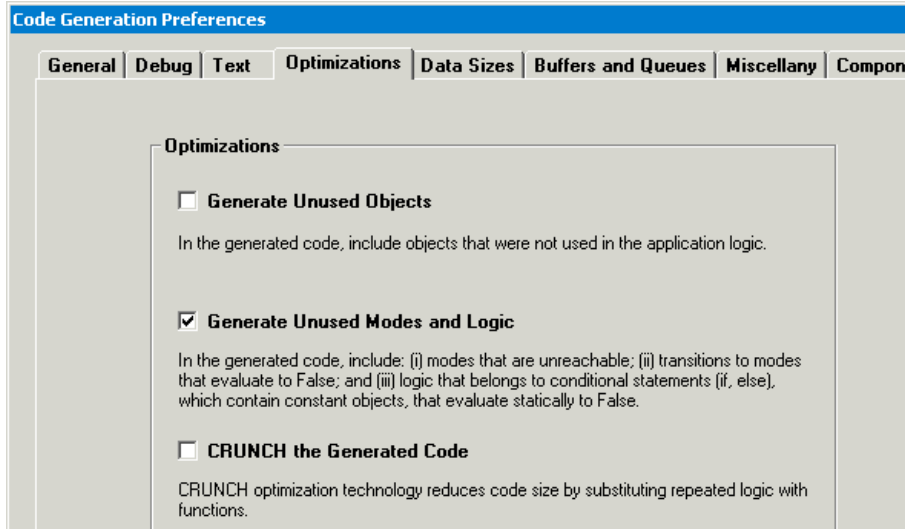 Code Generation Preferences
General Debug Text Optimizations Data Sizes Buffers and Queues Miscellany Compon
Optimizations
Generate Unused Objects
In the generated code, include objects that were not used in the application logic.
Generate Unused Modes and Logic
In the generated code, include: (i) modes that are unreachable; (ii) transitions to modes
that evaluate to False; and (iii) logic that belongs to conditional statements (if, else),
which contain constant objects, that evaluate statically to False.
CRUNCH the Generated Code
CRUNCH optimization technology reduces code size by substituting repeated logic with
functions.